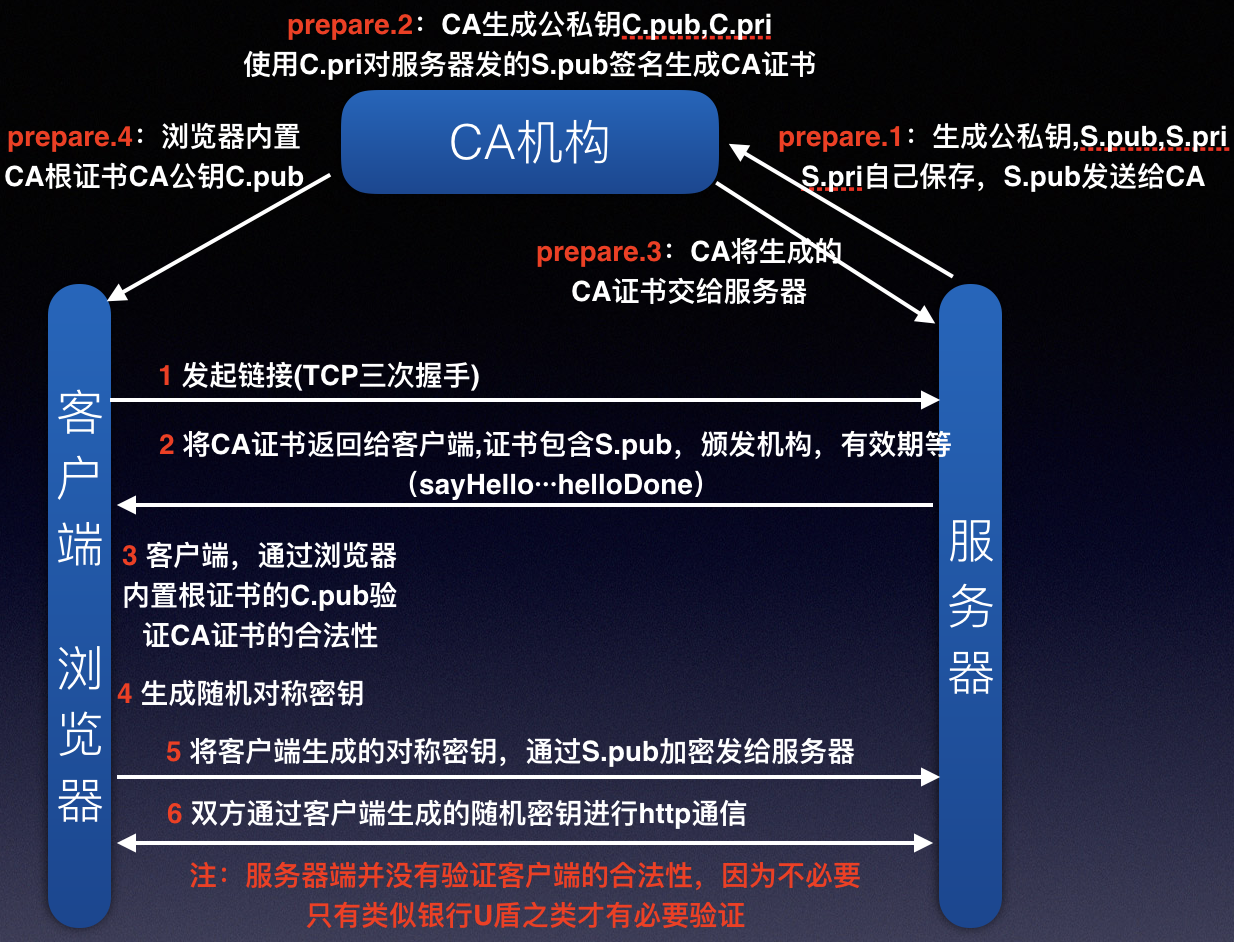 prepare.2：CA生成公私钥C.pub,C.pri
使用C.pri对服务器发的S.pub签名生成CA证书
CA机构
prepare.4：浏览器内置
CA根证书CA公钥C.pub
prepare.1：生成公私钥,S.pub,S.pri
S.pri自己保存，S.pub发送给CA
prepare.3：CA将生成的
CA证书交给服务器
客户端 浏览器
1 发起链接(TCP三次握手)
2 将CA证书返回给客户端,证书包含S.pub，颁发机构，有效期等
（sayHello…helloDone）
3 客户端，通过浏览器
内置根证书的C.pub验
证CA证书的合法性
4 生成随机对称密钥
5 将客户端生成的对称密钥，通过S.pub加密发给服务器
6 双方通过客户端生成的随机密钥进行http通信
注：服务器端并没有验证客户端的合法性，因为不必要
只有类似银行U盾之类才有必要验证
服务器